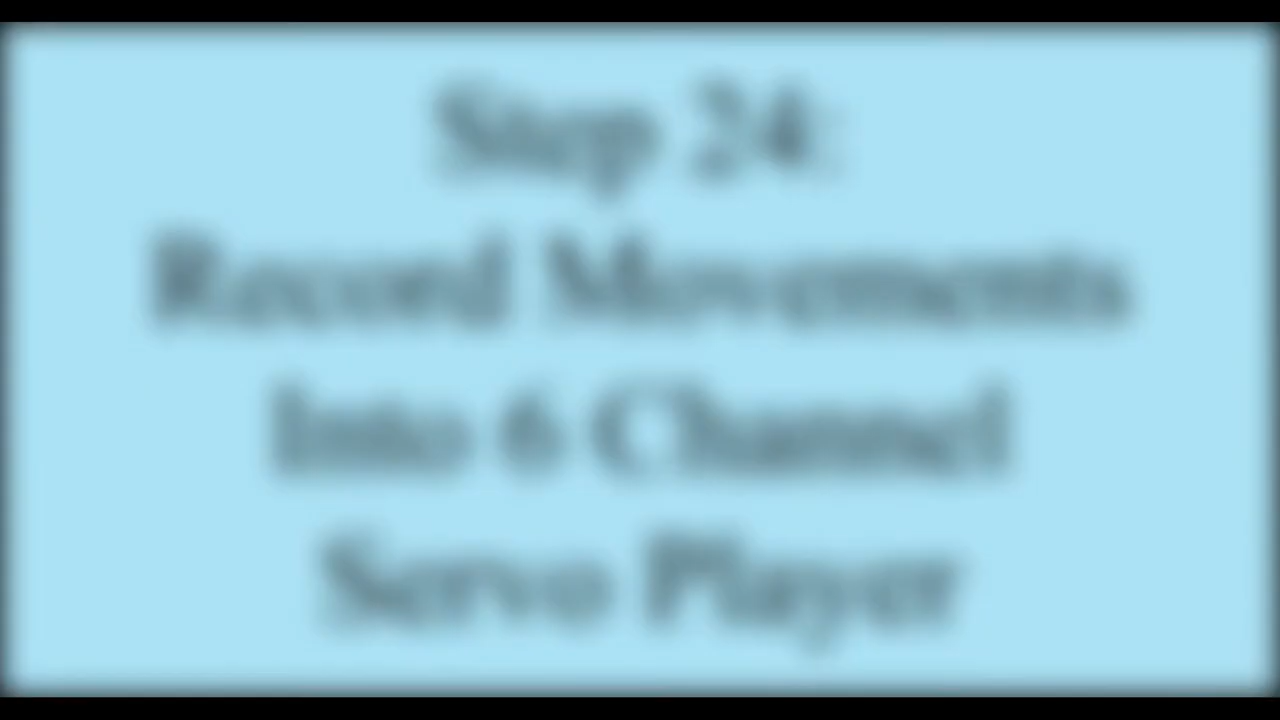 Step 24:
Record Movements
Into 6 Channel
Servo Player